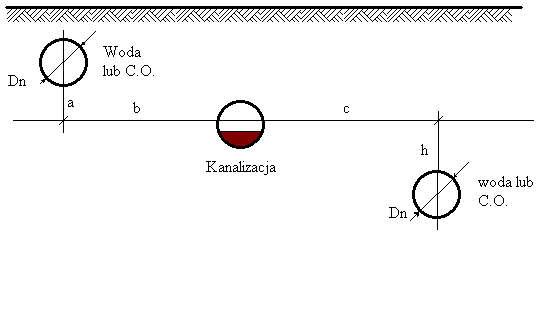 Woda
lub C.O.
Dn
a
b
c
Kanalizacja
h
woda lub
C.O.
Dn